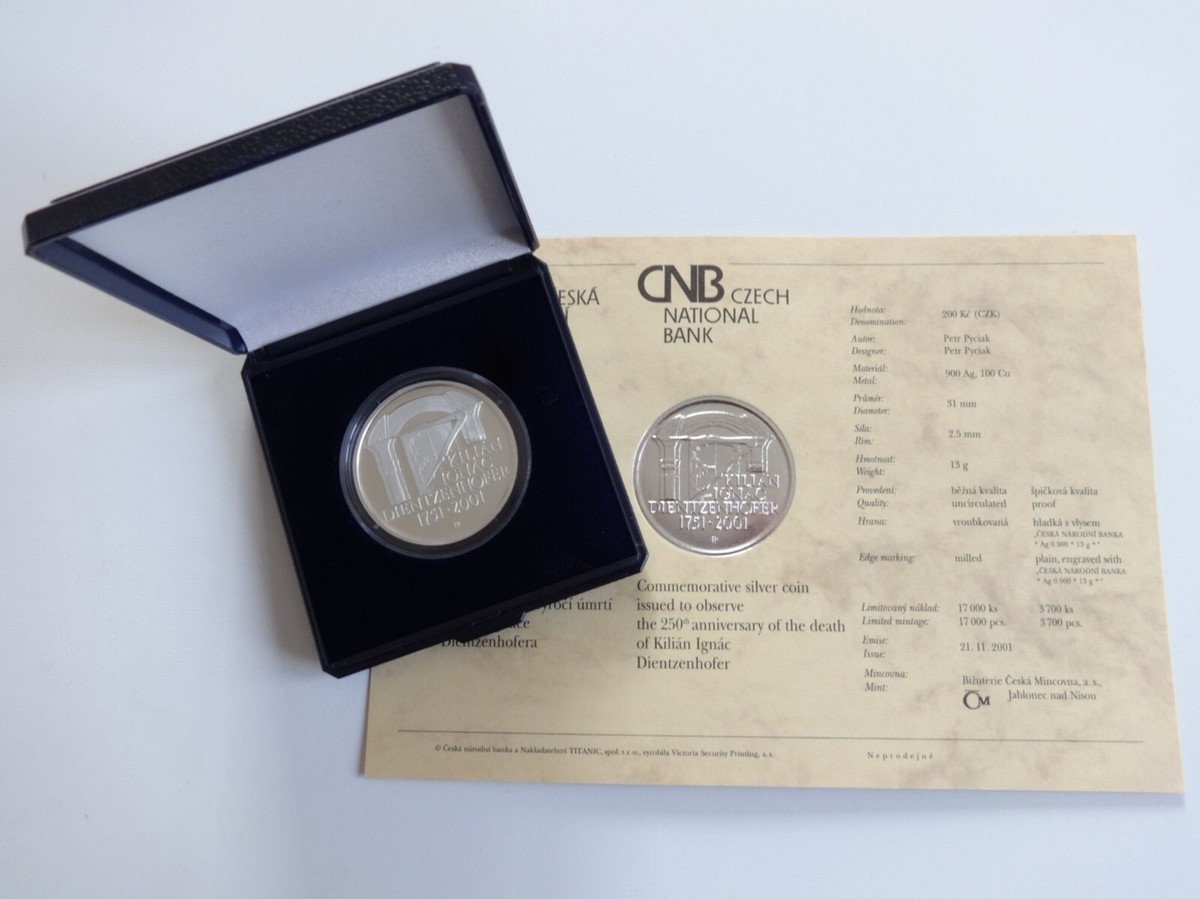 KILIÁN
IGNÁC
DIENTZENHOFER
1751·2001
ESKÁ
CNB CZECH
NATIONAL
BANK
KILIÁN
IGNÁC
DIENTZENHOFER
1751·2001
yročí úmrtí
Dientzenhofera
Commemorative silver coin
issued to observe
the 250th anniversary of the death
of Kilián Ignác
Dientzenhofer
Hodnota: 200 Kč (CZK)
Denomination:
Autor: Petr Pyciak
Designer: Petr Pyciak
Materiál: 900 Ag, 100 Cu
Metal:
Průměr: 31 mm
Diameter:
Síla: 2.5 mm
Rim:
Hmotnost: 13 g
Weight:
Provedení: běžná kvalita špičková kvalita
Quality: uncirculated proof
Hrana: vroubkovaná hladká s vlysem
„ČESKÁ NÁRODNÍ BANKA
* Ag 0.900 * 13 g *"
Edge marking: milled plain, engraved with
„ČESKÁ NÁRODNÍ BANKA
* Ag 0.900 * 13 g *"
Limitovaný náklad: 17 000 ks 3 700 ks
Limited mintage: 17 000 pcs. 3 700 pcs.
Emise: 21. 11. 2001
Issue:
Mincovna: Bižuterie Česká Mincovna, a. s.,
Mint: ČM Jablonec nad Nisou
© Česká národní banka a Nakladatelství TITANIC, spol. s r. o., vyrobila Victoria Security Printing, a. s.
Neprodejné